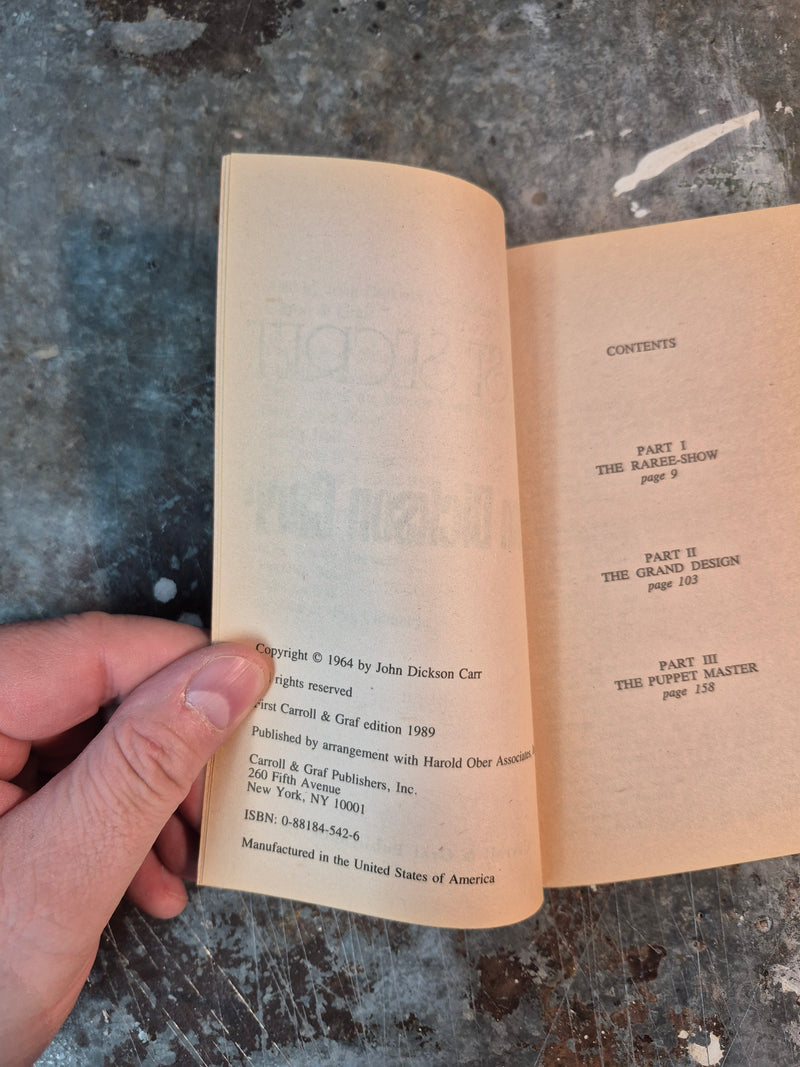 Copyright © 1964 by John Dickson Carr
rights reserved
First Carroll & Graf edition 1989
Published by arrangement with Harold Ober Associates
Carroll & Graf Publishers, Inc.
260 Fifth Avenue
New York, NY 10001
ISBN: 0-88184-542-6
Manufactured in the United States of America
CONTENTS
PART I
THE RAREE-SHOW
page 9
PART II
THE GRAND DESIGN
page 103
PART III
THE PUPPET MASTER
page 158